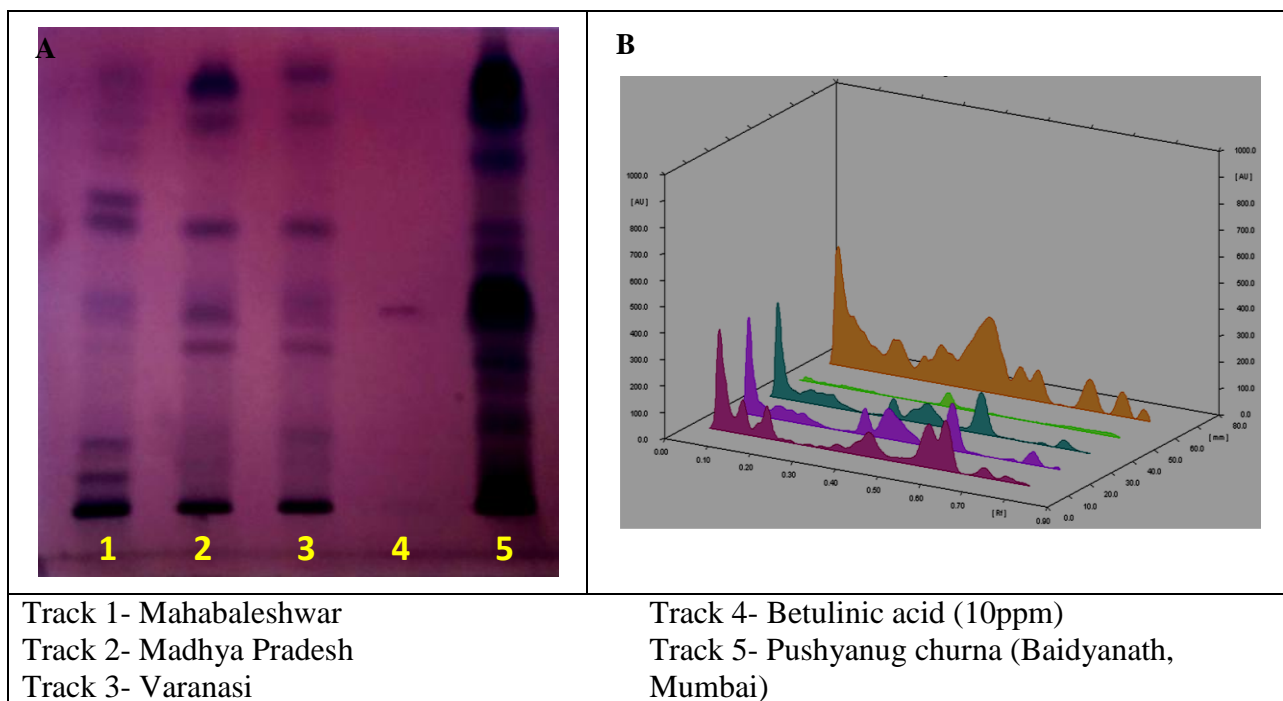 A
1 2 3 4 5
B
1000.0
[ AU ]
800.0
700.0
600.0
500.0
400.0
300.0
200.0
100.0
0.0
0.00 0.10 0.20 0.30 0.40 0.50 0.60 0.70 [ Rf ] 0.90
1000.0
[ AU ]
800.0
700.0
600.0
500.0
400.0
300.0
200.0
100.0
0.0
0.0 10.0 20.0 30.0 40.0 50.0 60.0 [ mm ] 80.0
Track 1- Mahabaleshwar
Track 2- Madhya Pradesh
Track 3- Varanasi
Track 4- Betulinic acid (10ppm)
Track 5- Pushyanug churna (Baidyanath,
Mumbai)